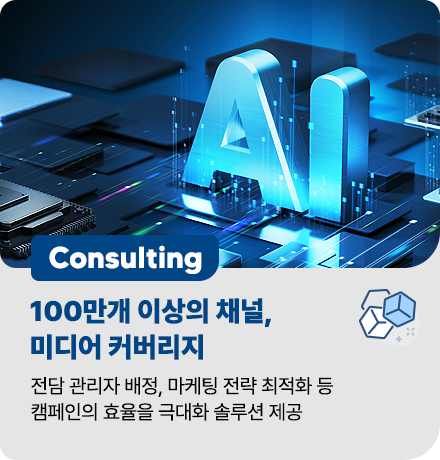 AI
Consulting
100만개 이상의 채널,
미디어 커버리지
전담 관리자 배정, 마케팅 전략 최적화 등
캠페인의 효율을 극대화 솔루션 제공